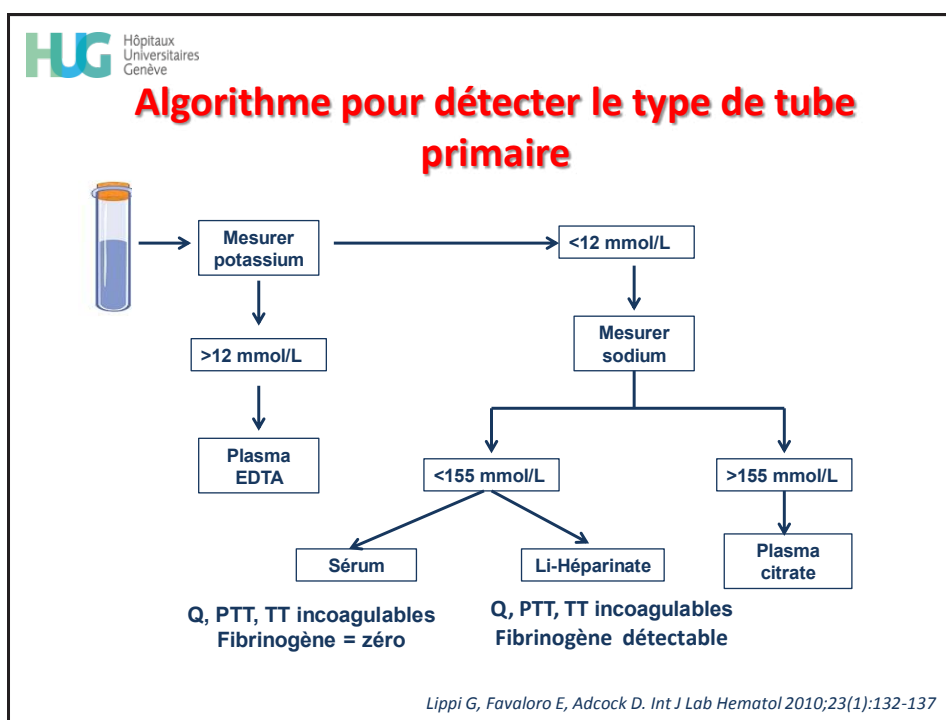 HUG
Hôpitaux
Universitaires
Genève
Algorithme pour détecter le type de tube
primaire
Mesurer
potassium
<12 mmol/L
>12 mmol/L
Mesurer
sodium
Plasma
EDTA
<155 mmol/L
>155 mmol/L
Sérum
Li-Héparinate
Plasma
citrate
Q, PTT, TT incoagulables
Fibrinogène = zéro
Q, PTT, TT incoagulables
Fibrinogène détectable
Lippi G, Favaloro E, Adcock D. Int J Lab Hematol 2010;23(1):132-137